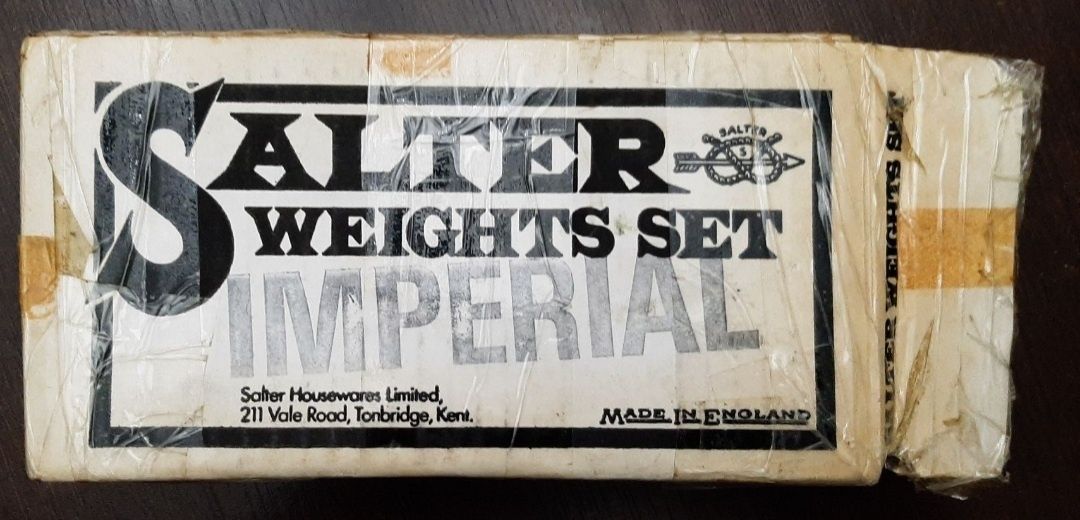 SALTER
SALTER
S
WEIGHTS SET
IMPERIAL
Salter Housewares Limited,
211 Vale Road, Tonbridge, Kent.
MADE IN ENGLAND
SALTER WEIGHTS SET